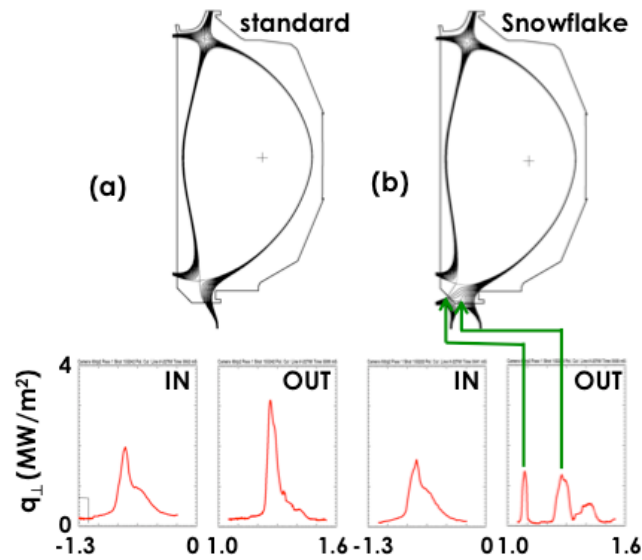 standard
Snowflake
(a)
(b)
4
IN
OUT
IN
OUT
q⊥ (MW/m²)
0
-1.3
0
1.0
1.6
-1.3
0
1.0
1.6